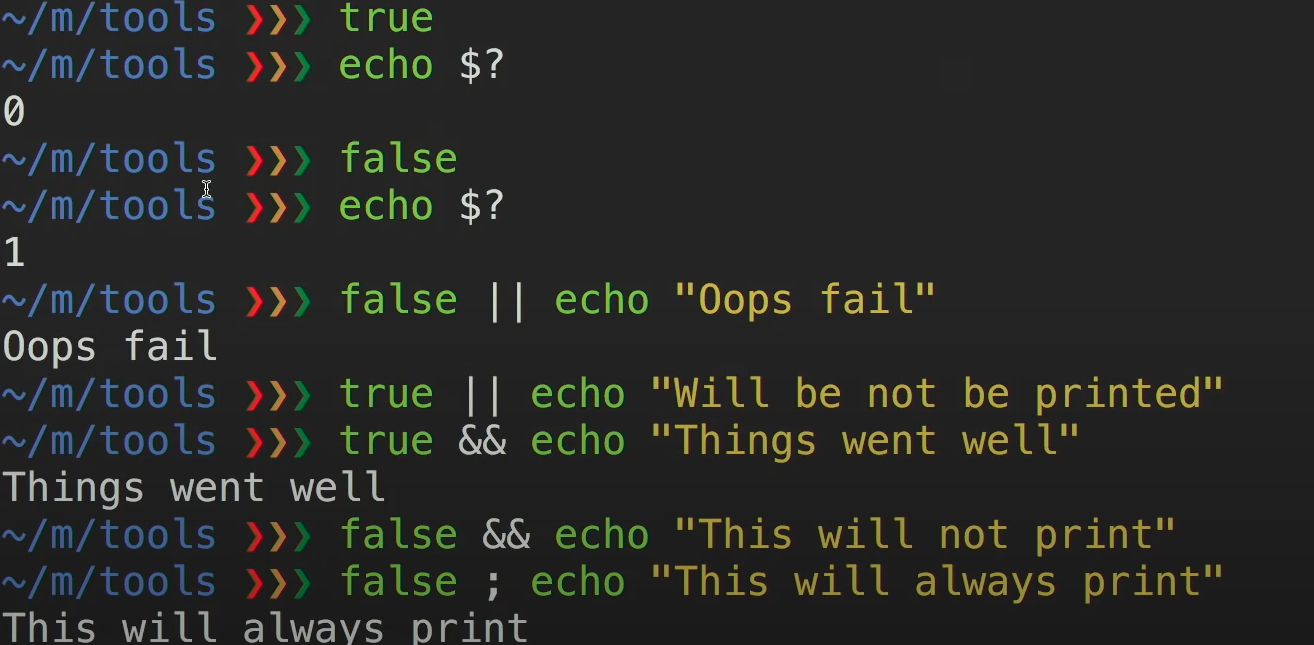 ~/m/tools ❯❯❯ true
~/m/tools ❯❯❯ echo $?
0
~/m/tools ❯❯❯ false
~/m/tools ❯❯❯ echo $?
1
~/m/tools ❯❯❯ false || echo "Oops fail"
Oops fail
~/m/tools ❯❯❯ true || echo "Will be not be printed"
~/m/tools ❯❯❯ true && echo "Things went well"
Things went well
~/m/tools ❯❯❯ false && echo "This will not print"
~/m/tools ❯❯❯ false ; echo "This will always print"
This will always print